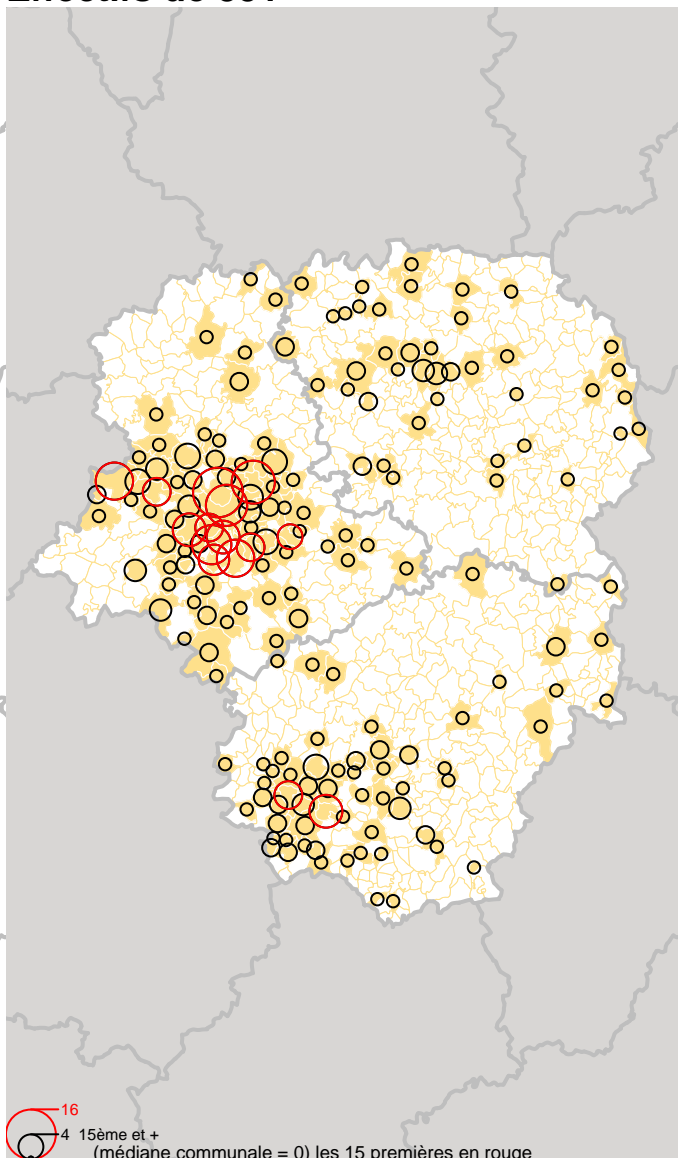 16
4 15ème et +
(médiane communale = 0) les 15 premières en rouge